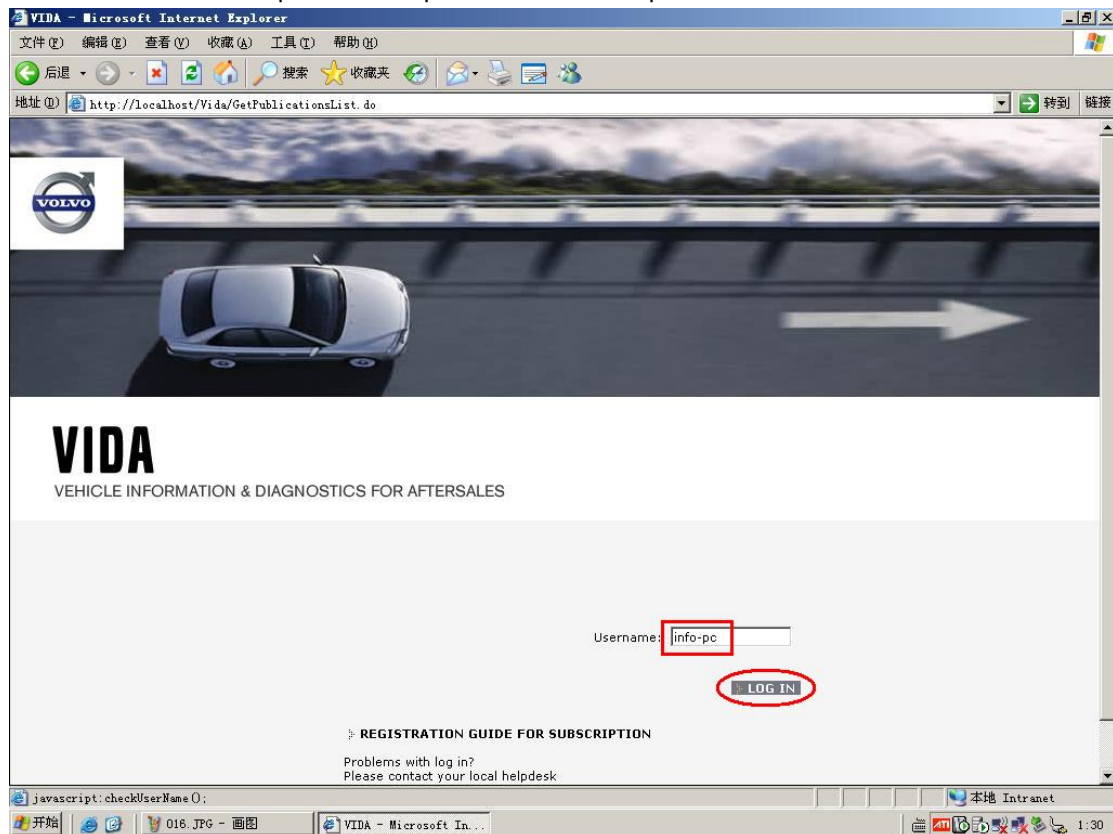 VIDA - Microsoft Internet Explorer
文件(F) 编辑(E) 查看(V) 收藏(A) 工具(T) 帮助(H)
后退 搜索 收藏夹
地址(D) http://localhost/Vida/GetPublicationsList.do 转到 链接
VOLVO
VIDA
VEHICLE INFORMATION & DIAGNOSTICS FOR AFTERSALES
Username: info-pc
LOG IN
REGISTRATION GUIDE FOR SUBSCRIPTION
Problems with log in?
Please contact your local helpdesk
javascript:checkUserName(); 本地 Intranet
开始 016.JPG - 画图 VIDA - Microsoft In... ATI 1:30